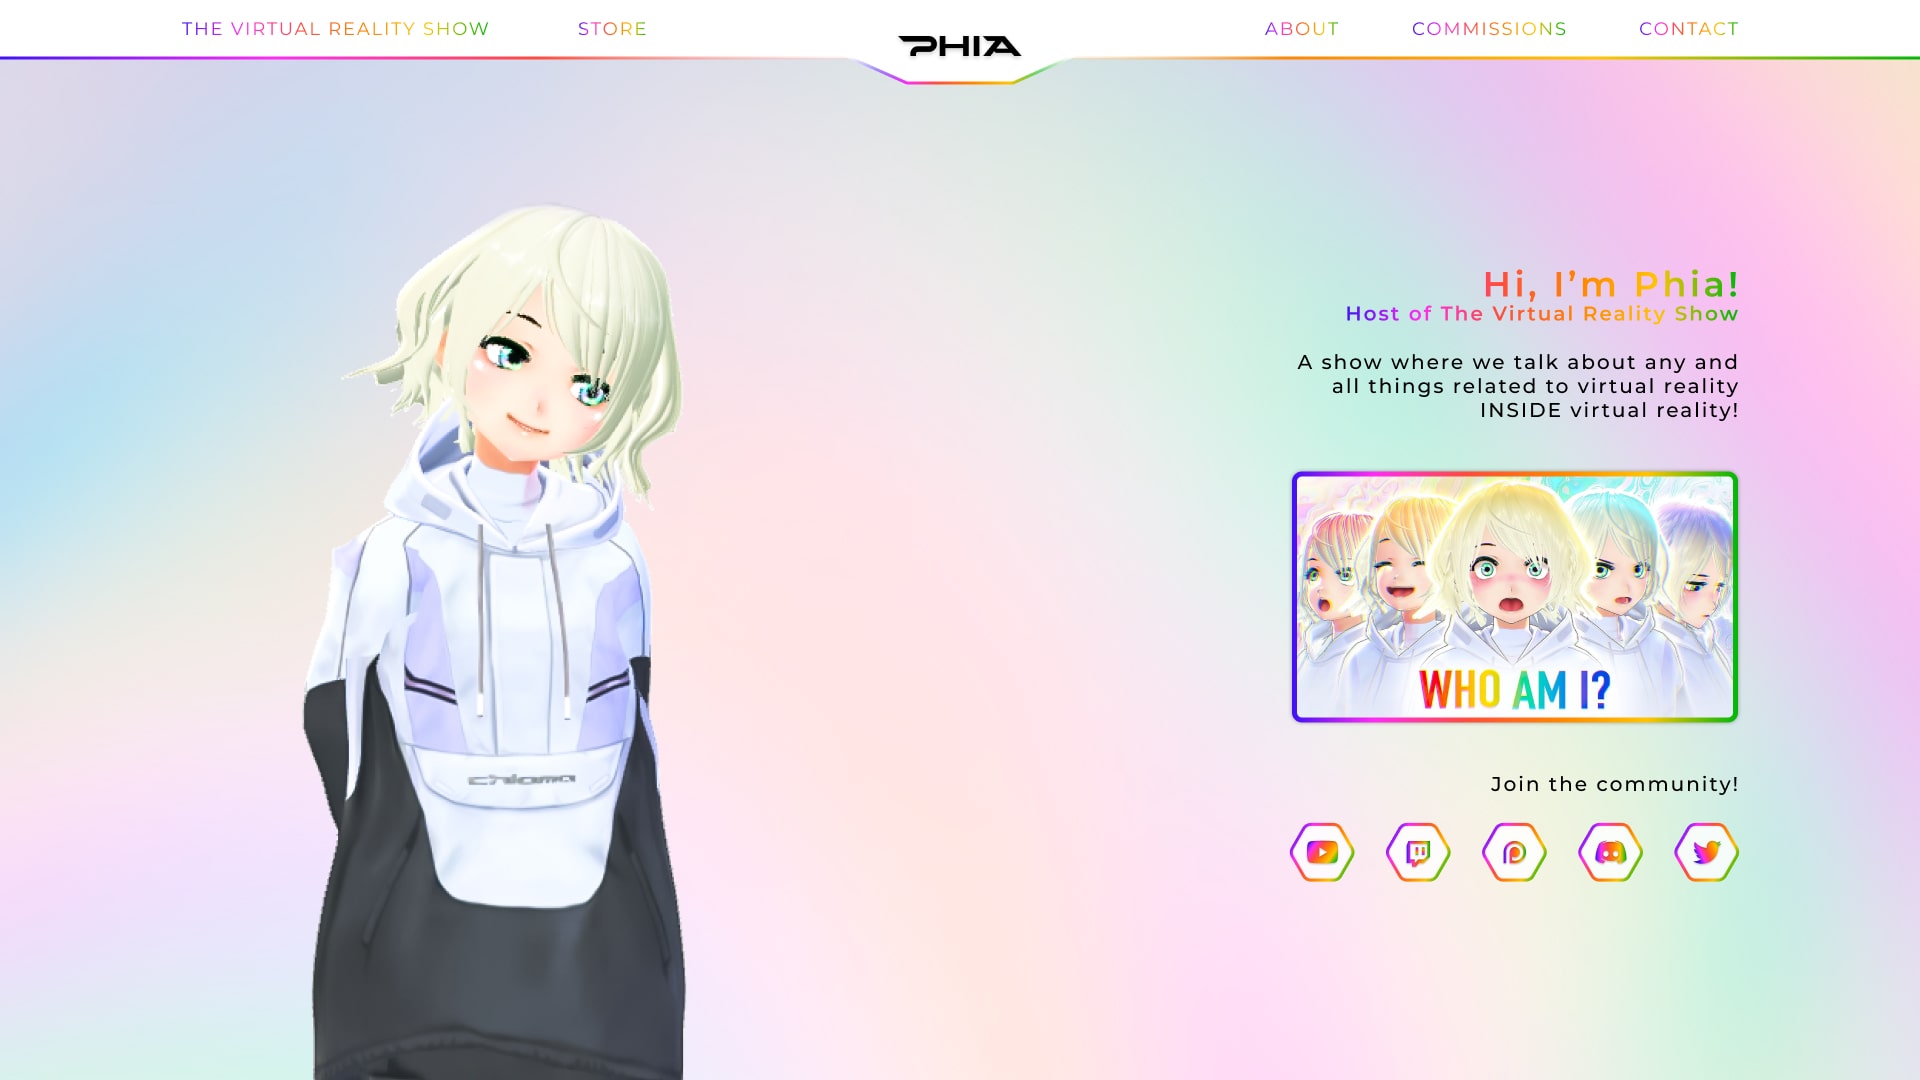 THE VIRTUAL REALITY SHOW
STORE
PHIA
ABOUT
COMMISSIONS
CONTACT
Hi, I’m Phia!
Host of The Virtual Reality Show
A show where we talk about any and
all things related to virtual reality
INSIDE virtual reality!
WHO AM I?
Join the community!